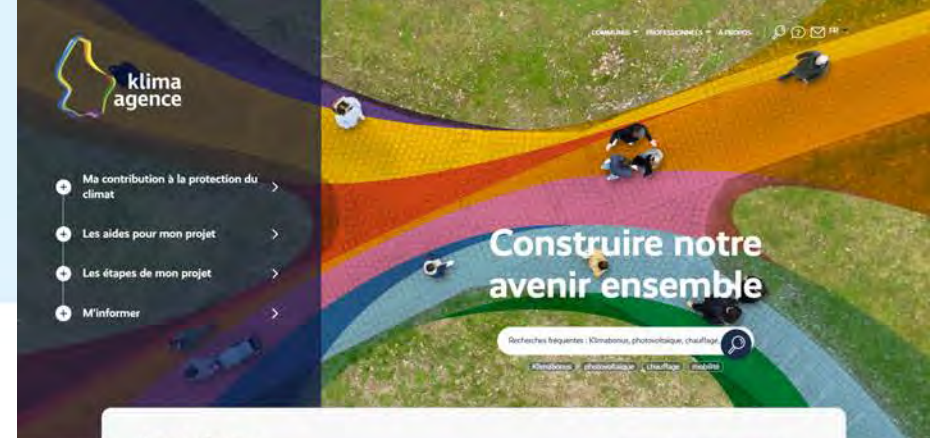 klima
agence
COMMUNES
PROFESSIONNELS
À PROPOS
FR
Ma contribution à la protection du
climat
Les aides pour mon projet
Les étapes de mon projet
M'informer
Construire notre
avenir ensemble
Recherches fréquentes : Klimabonus, photovoltaïque, chauffage,
Klimabonus photovoltaïque chauffage mobilité